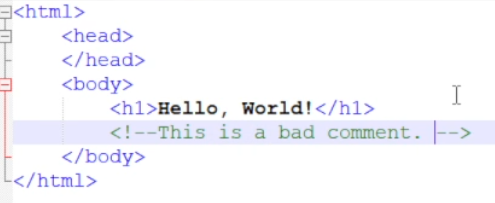 <html>
<head>
</head>
<body>
<h1>Hello, World!</h1>
<!--This is a bad comment. -->
</body>
</html>